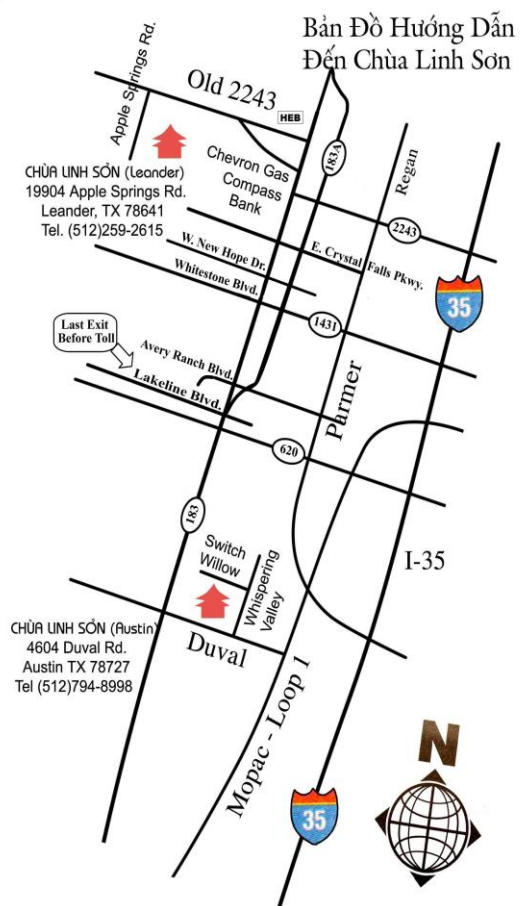 Bản Đồ Hướng Dẫn
Đến Chùa Linh Sơn
Apple Springs Rd.
Old 2243
HEB
183A
Regan
CHÙA LINH SƠN (Leander)
19904 Apple Springs Rd.
Leander, TX 78641
Tel. (512)259-2615
Chevron Gas
Compass
Bank
2243
W. New Hope Dr.
E. Crystal Falls Pkwy.
Whitestone Blvd.
35
1431
Last Exit
Before Toll
Avery Ranch Blvd.
Lakeline Blvd.
Parmer
620
183
Switch
Willow
Whispering
Valley
I-35
CHÙA LINH SƠN (Austin)
4604 Duval Rd.
Austin TX 78727
Tel (512)794-8998
Duval
Mopac - Loop 1
N
35